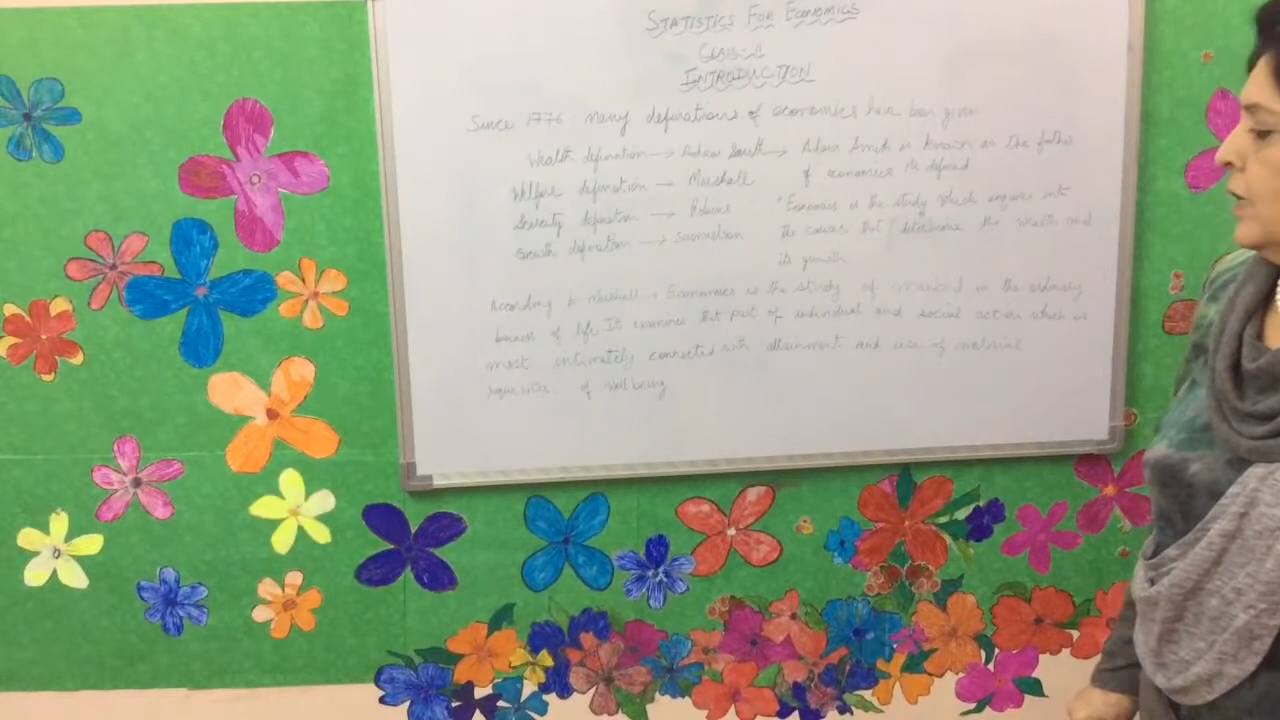 STATISTICS FOR ECONOMICS
CLASS-11
INTRODUCTION
Since 1776 many definations of economics have been given
Wealth defination → Adam Smith → Adam Smith is known as the father
of economics He defined
Welfare defination → Marshall
Scarcity defination → Robins
"Economics is the study which enquires into
the causes that determine the wealth and
its growth
Growth defination → Samuelson
According to Marshall → Economics is the study of mankind in the ordinary
business of life. It examines that part of individual and social action which is
most intimately connected with attainment and use of material
requisites of well being